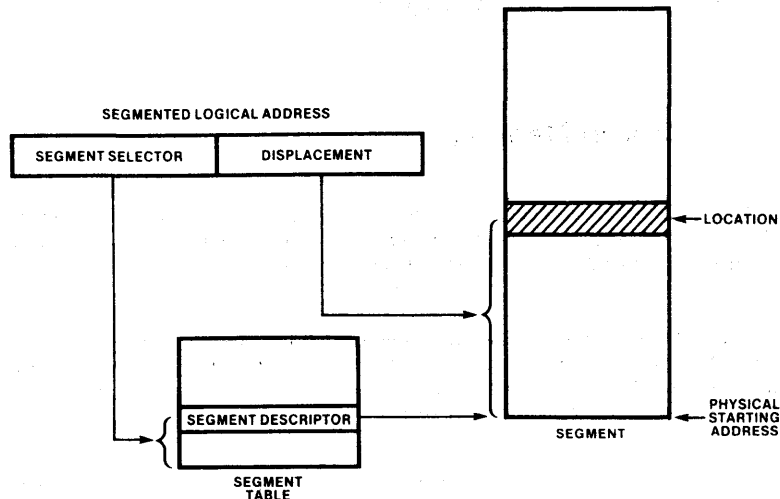 SEGMENTED LOGICAL ADDRESS
SEGMENT SELECTOR
DISPLACEMENT
LOCATION
SEGMENT DESCRIPTOR
PHYSICAL
STARTING
ADDRESS
SEGMENT
SEGMENT
TABLE